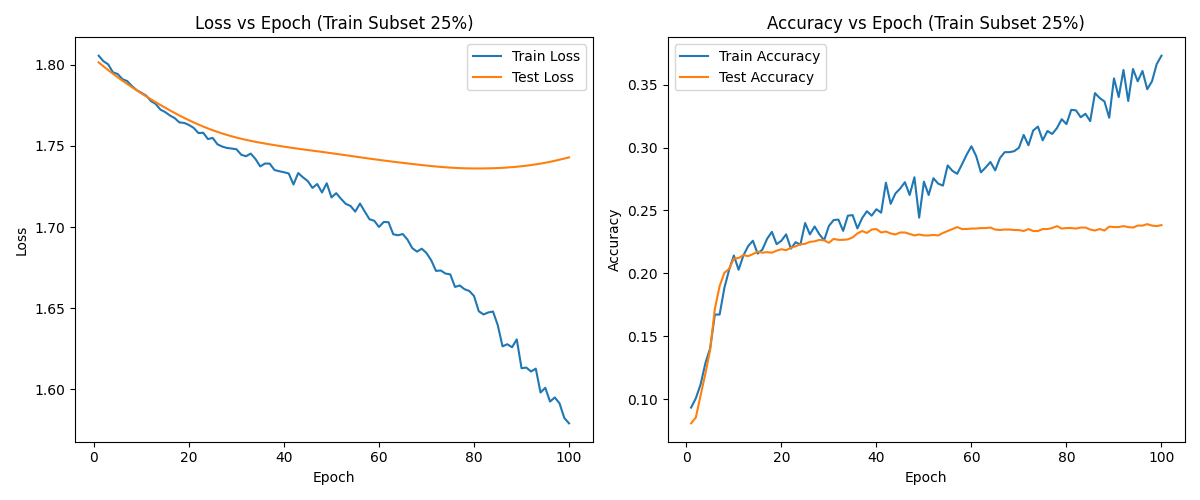 Loss vs Epoch (Train Subset 25%)
Train Loss
Test Loss
1.80
1.75
1.70
1.65
1.60
Loss
0 20 40 60 80 100
Epoch
Accuracy vs Epoch (Train Subset 25%)
Train Accuracy
Test Accuracy
0.35
0.30
0.25
0.20
0.15
0.10
Accuracy
0 20 40 60 80 100
Epoch